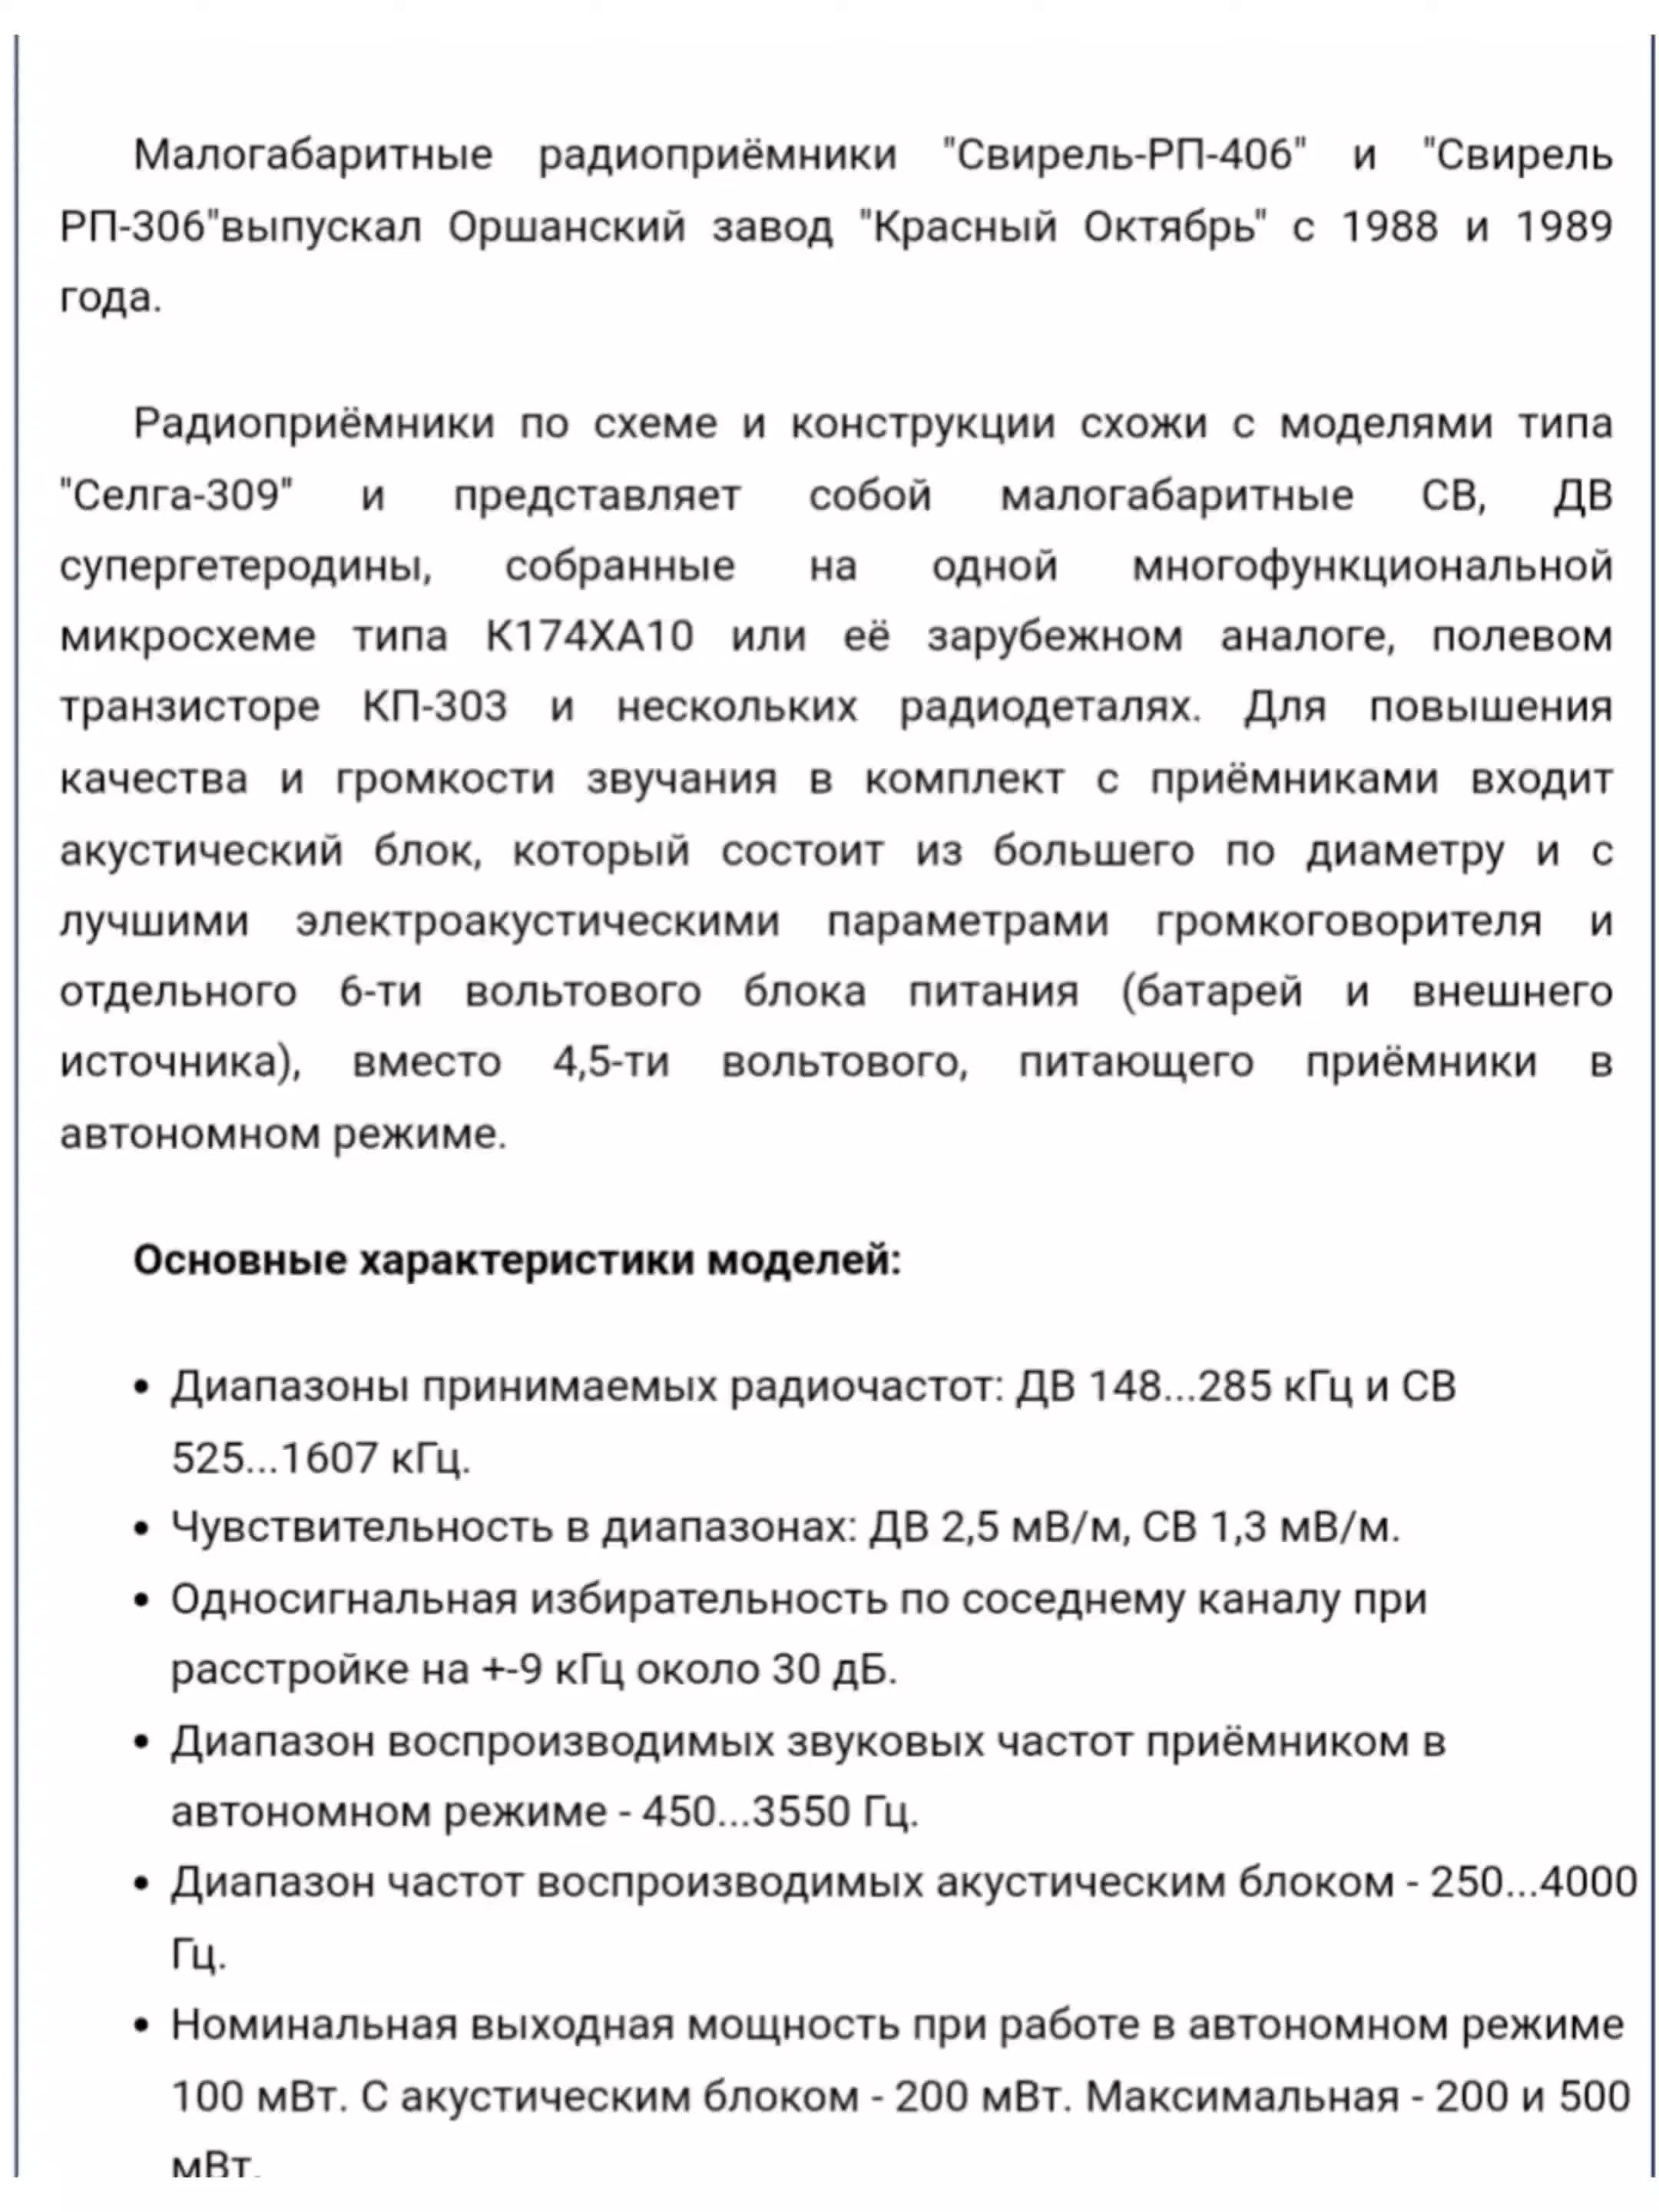 Малогабаритные радиоприёмники "Свирель-РП-406" и "Свирель
РП-306"выпускал Оршанский завод "Красный Октябрь" с 1988 и 1989
года.
Радиоприёмники по схеме и конструкции схожи с моделями типа
"Селга-309" и представляет собой малогабаритные СВ, ДВ
супергетеродины, собранные на одной многофункциональной
микросхеме типа К174ХА10 или её зарубежном аналоге, полевом
транзисторе КП-303 и нескольких радиодеталях. Для повышения
качества и громкости звучания в комплект с приёмниками входит
акустический блок, который состоит из большего по диаметру и с
лучшими электроакустическими параметрами громкоговорителя и
отдельного 6-ти вольтового блока питания (батарей и внешнего
источника), вместо 4,5-ти вольтового, питающего приёмники в
автономном режиме.
Основные характеристики моделей:
• Диапазоны принимаемых радиочастот: ДВ 148...285 кГц и СВ
525...1607 кГц.
• Чувствительность в диапазонах: ДВ 2,5 мВ/м, СВ 1,3 мВ/м.
• Односигнальная избирательность по соседнему каналу при
расстройке на +-9 кГц около 30 дБ.
• Диапазон воспроизводимых звуковых частот приёмником в
автономном режиме - 450...3550 Гц.
• Диапазон частот воспроизводимых акустическим блоком - 250...4000
Гц.
• Номинальная выходная мощность при работе в автономном режиме
100 мВт. С акустическим блоком - 200 мВт. Максимальная - 200 и 500
мВт.